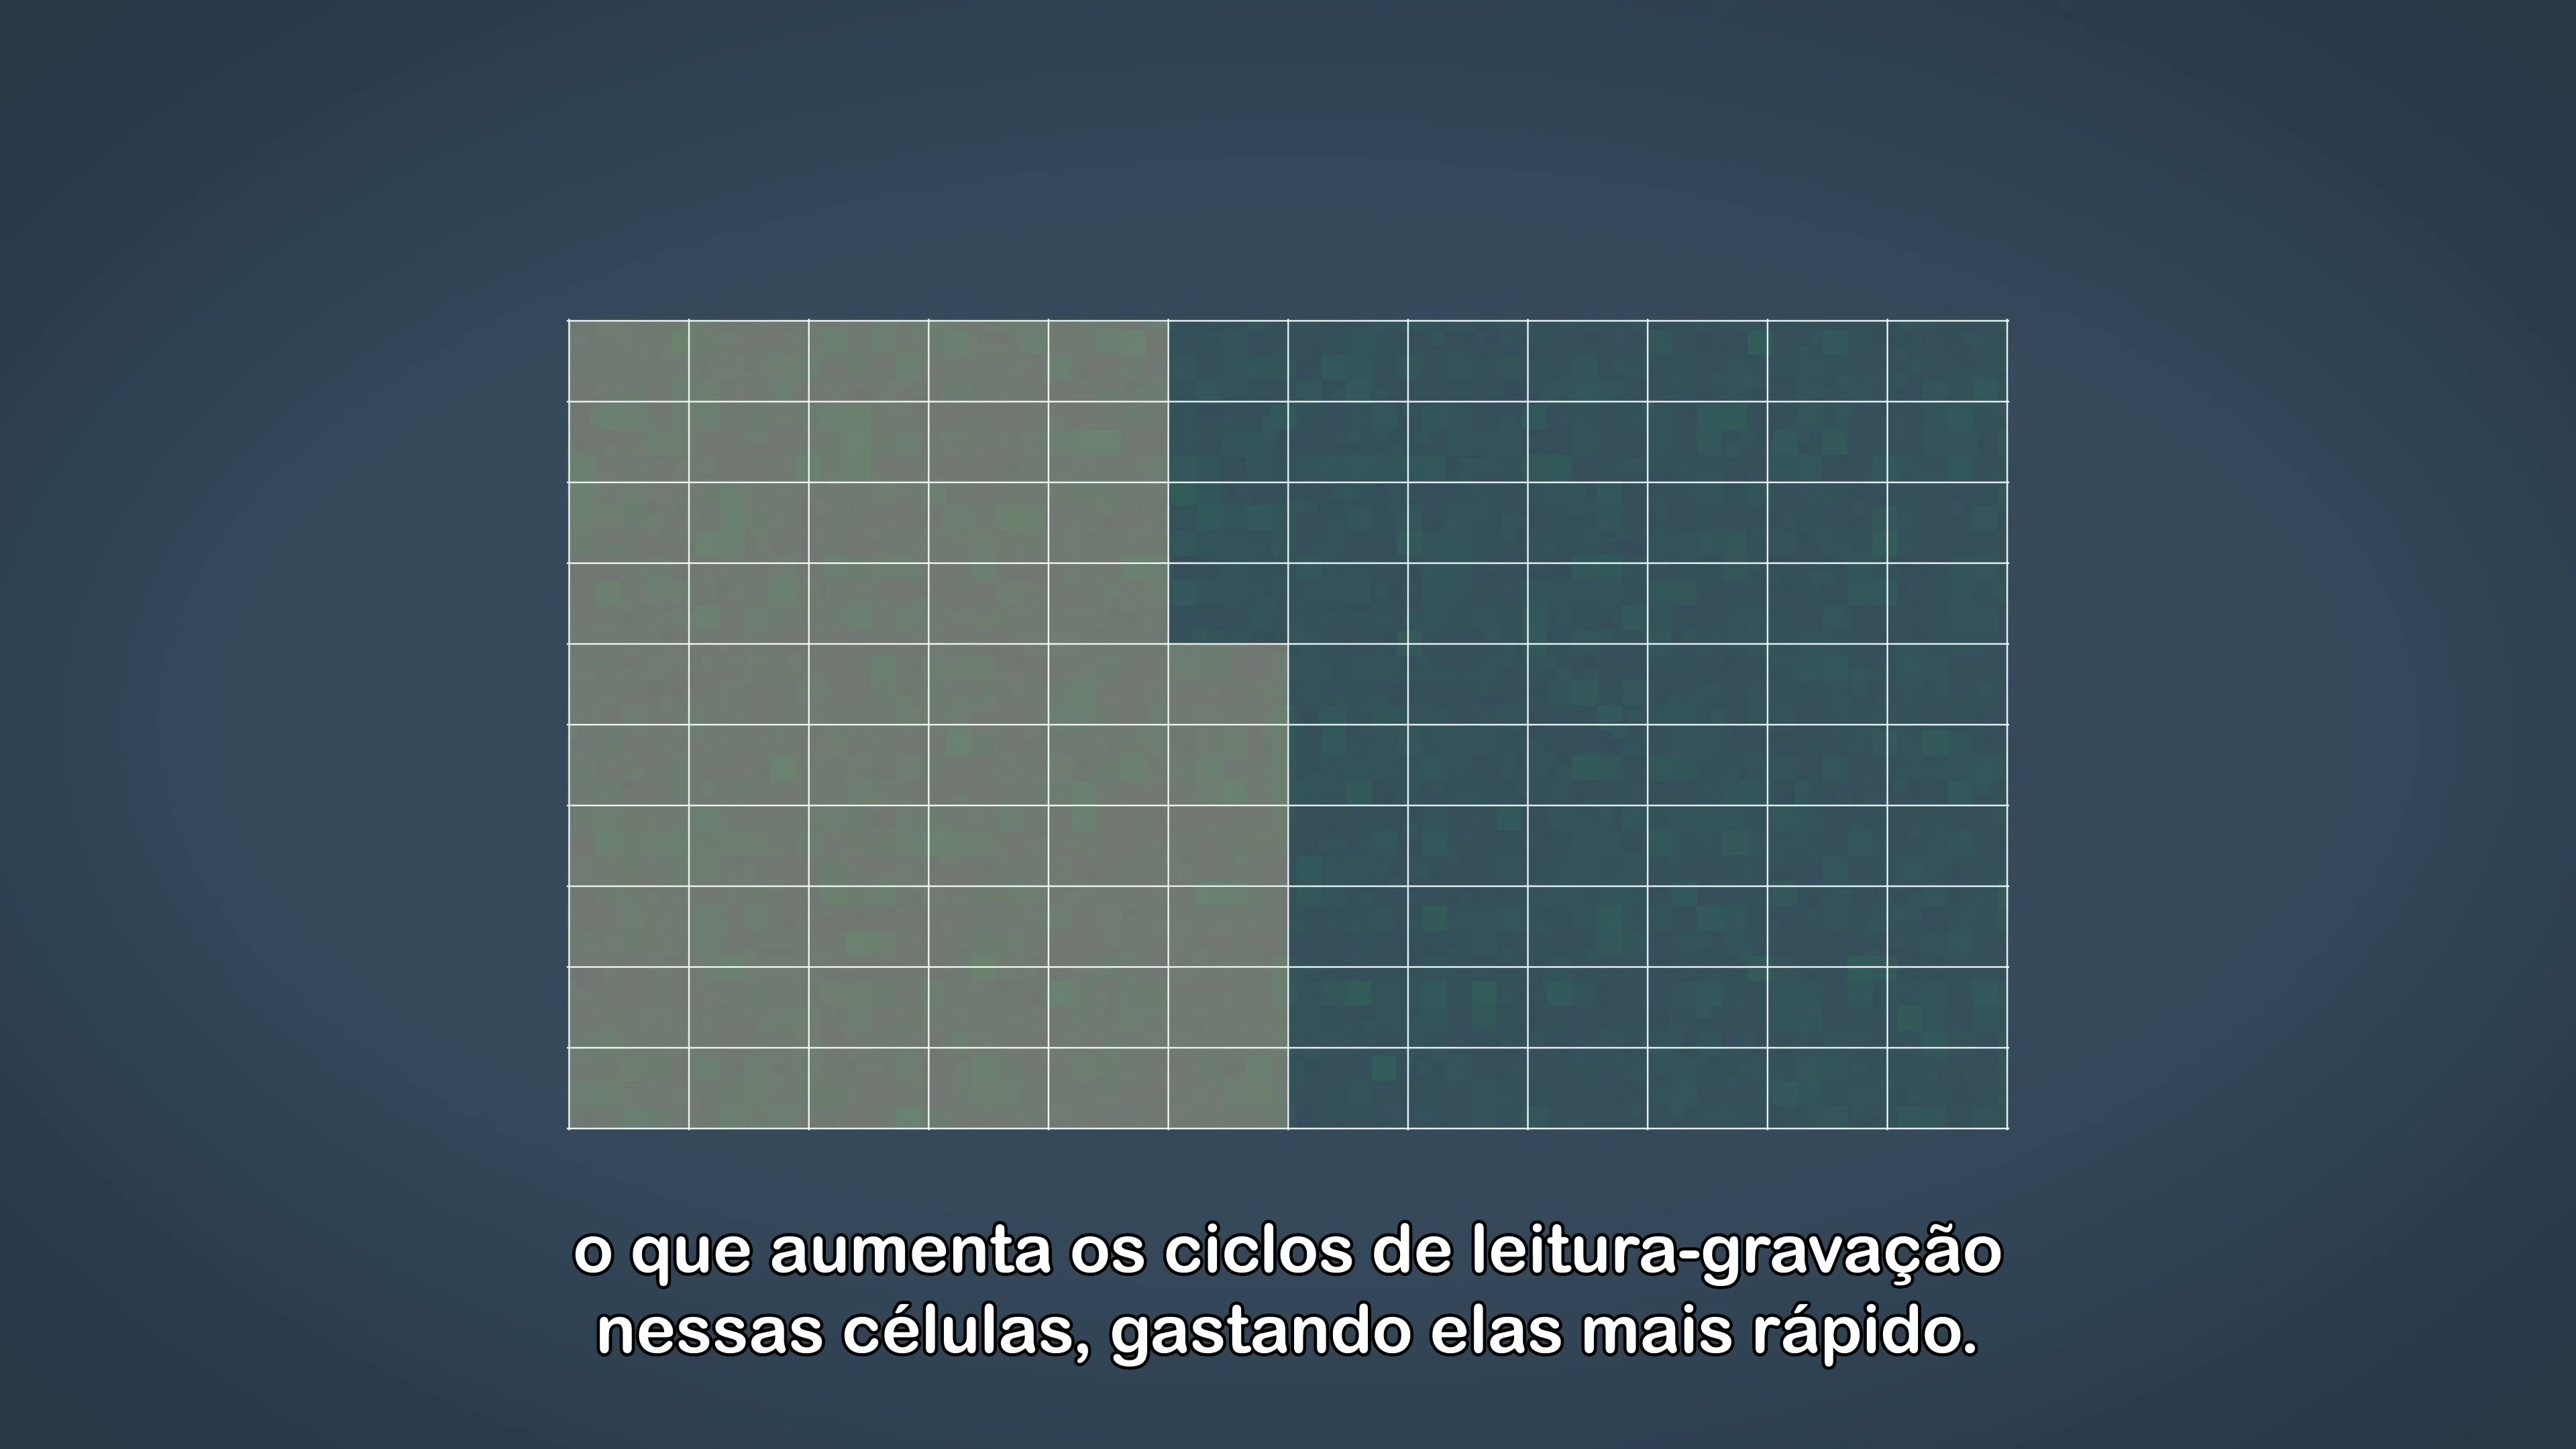 o que aumenta os ciclos de leitura-gravação
nessas células, gastando elas mais rápido.